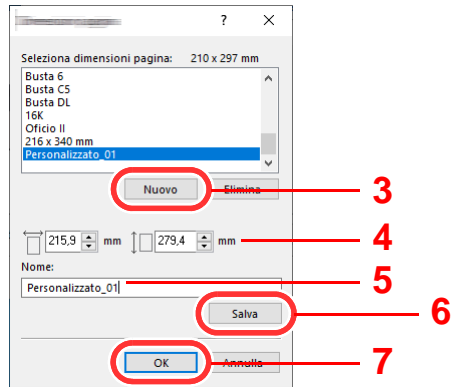 ?
Seleziona dimensioni pagina: 210 x 297 mm
Busta 6
Busta C5
Busta DL
16K
Oficio II
216 x 340 mm
Personalizzato_01
Nuovo Elimina 3
215,9 mm 279,4 mm 4
Nome:
Personalizzato_01 5
Salva 6
OK Annulla 7